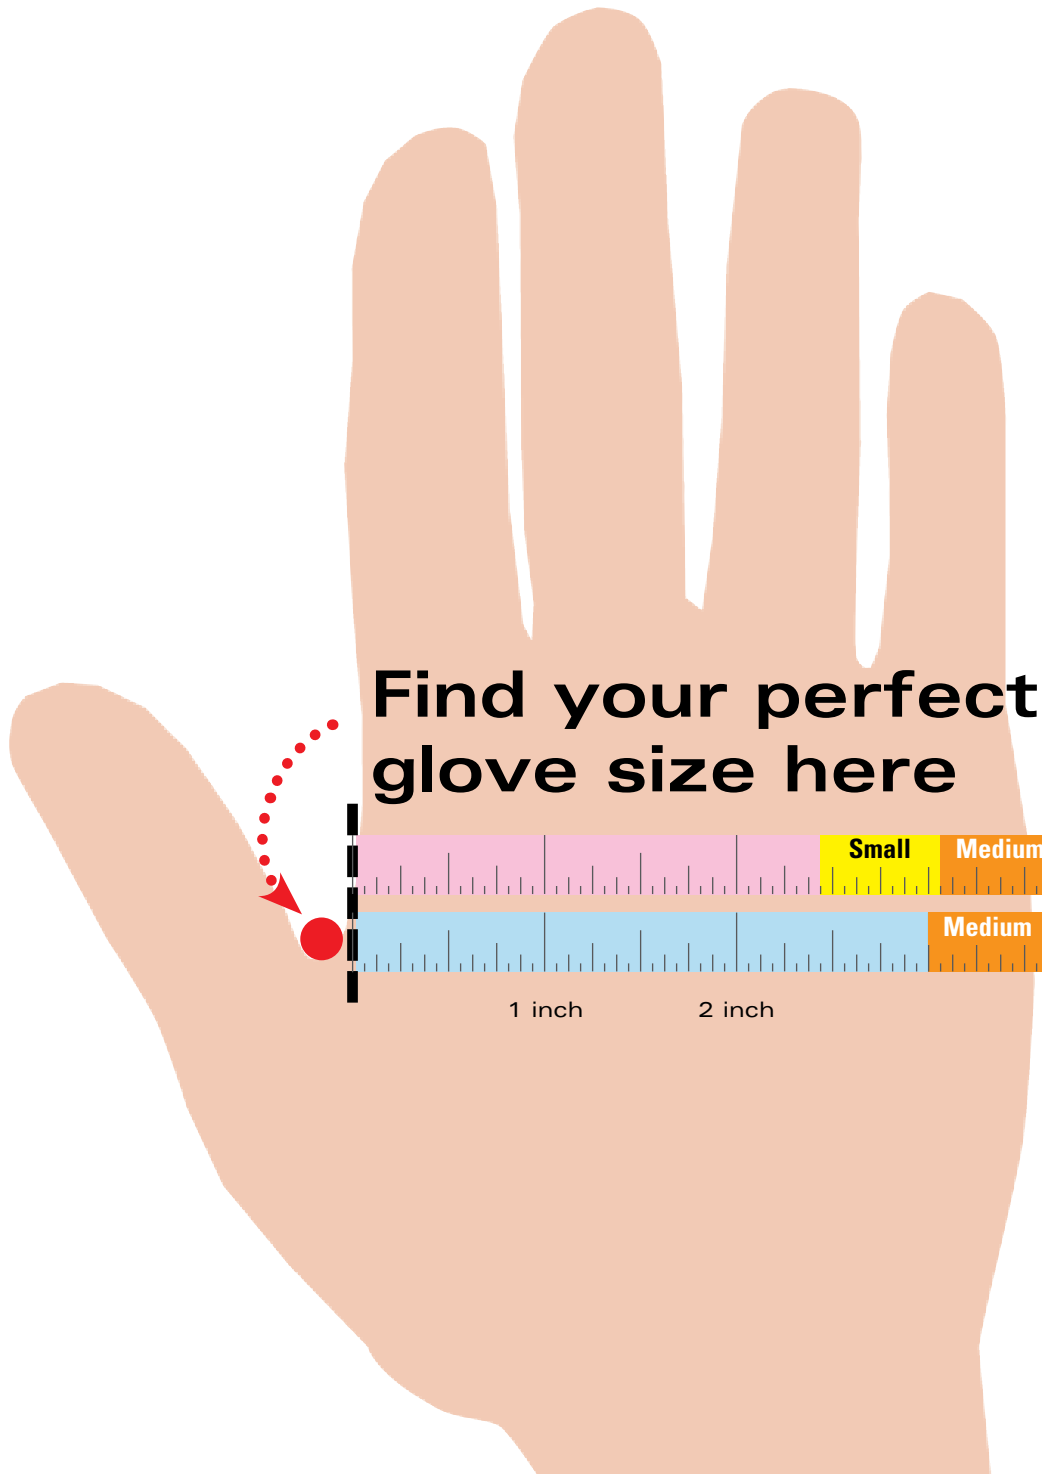 Find your perfect
glove size here
Small Medium
Medium
1 inch 2 inch